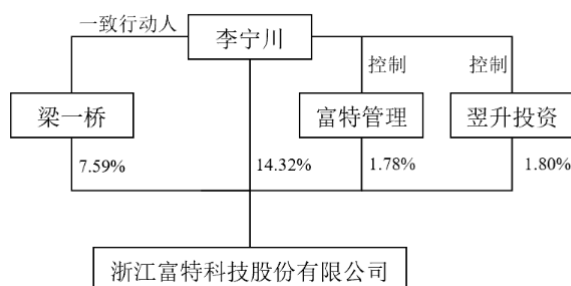 一致行动人
李宁川
控制
控制
梁一桥
富特管理
翌升投资
7.59%
14.32%
1.78%
1.80%
浙江富特科技股份有限公司